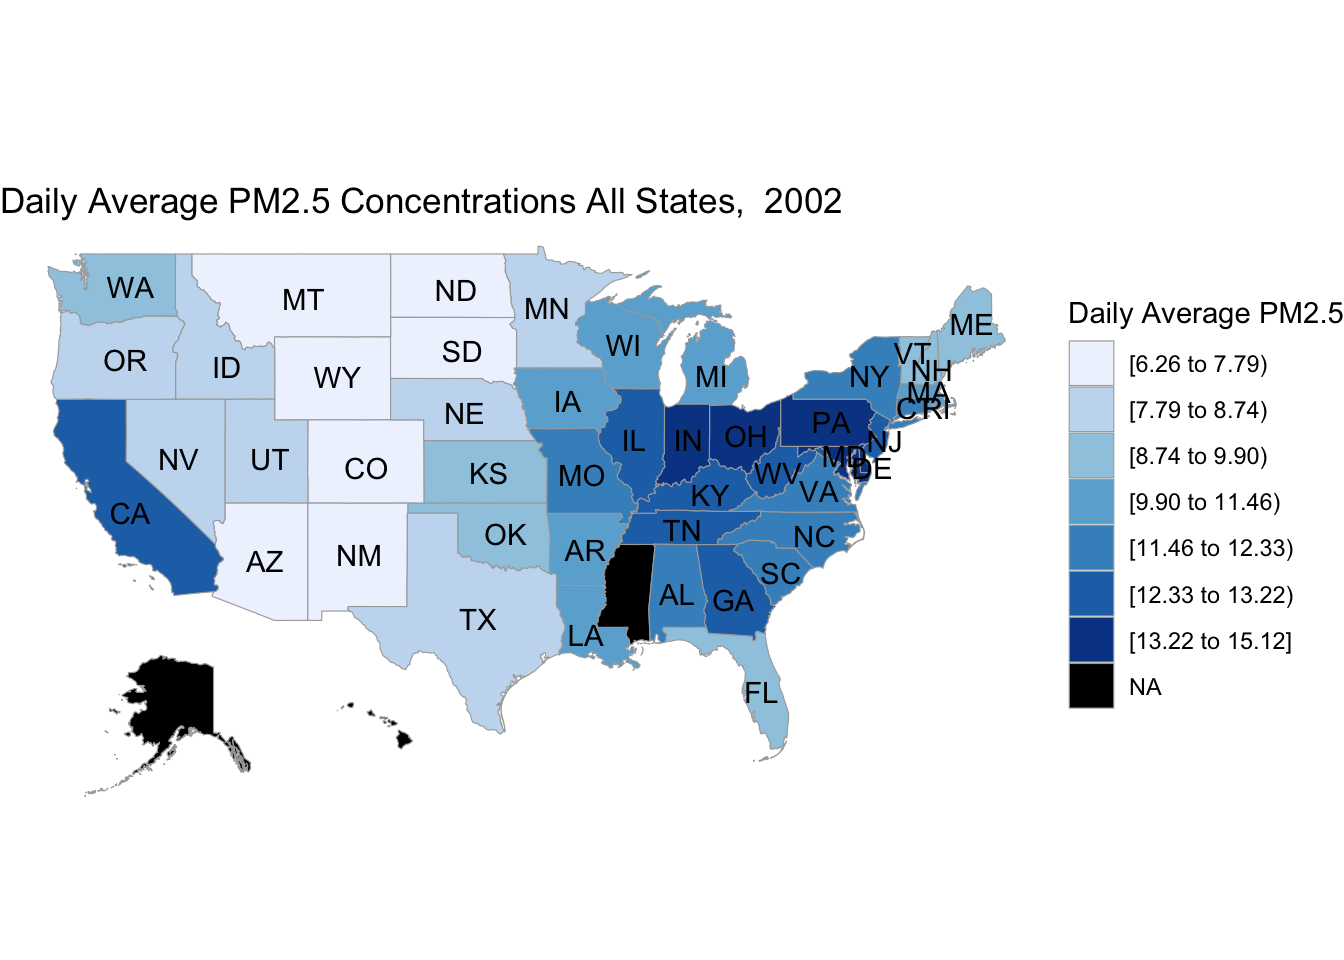 Daily Average PM2.5 Concentrations All States,  2002
WA
MT
ND
MN
ME
OR
ID
WY
SD
WI
MI
VT
NH
NY
MA
CT
RI
NE
IA
PA
NV
UT
CO
KS
MO
IL
IN
OH
NJ
MD
DE
WV
VA
KY
CA
AZ
NM
OK
AR
TN
NC
SC
TX
LA
AL
GA
FL
Daily Average PM2.5
[6.26 to 7.79)
[7.79 to 8.74)
[8.74 to 9.90)
[9.90 to 11.46)
[11.46 to 12.33)
[12.33 to 13.22)
[13.22 to 15.12]
NA